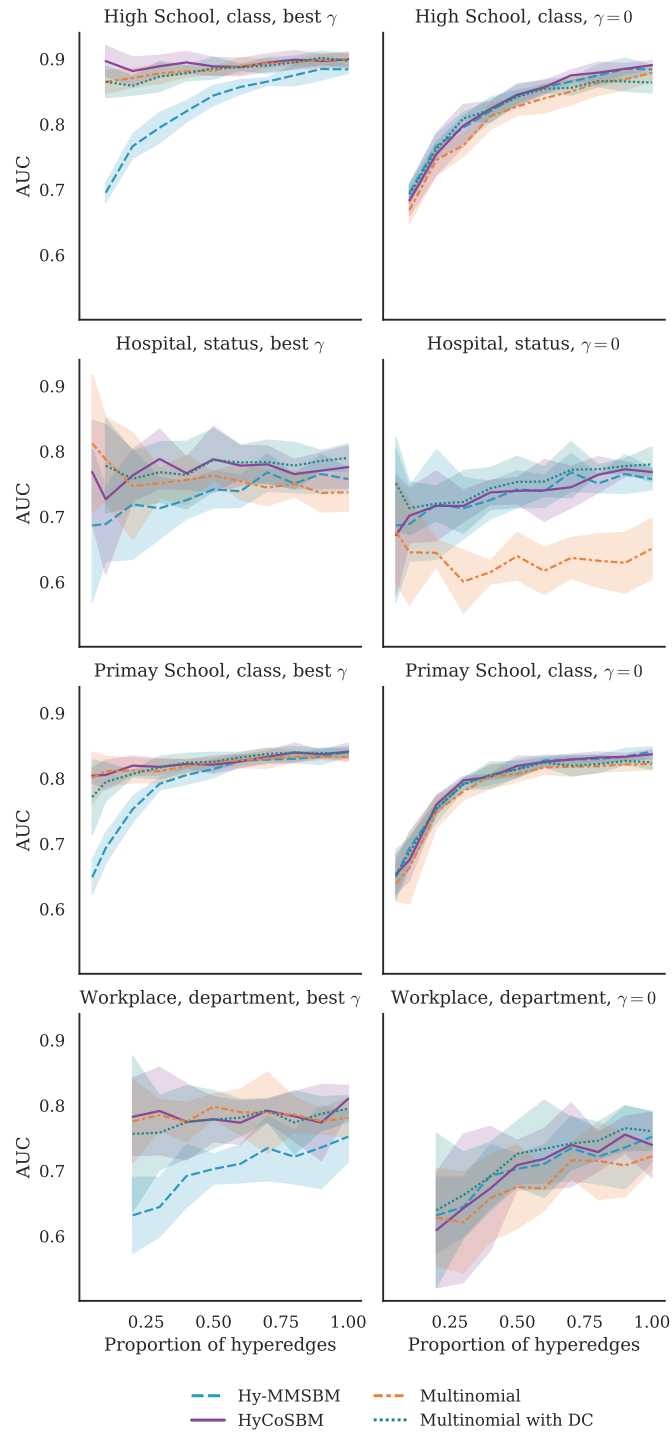 High School, class, best γ
High School, class, γ = 0
0.9
0.8
0.7
0.6
AUC
Hospital, status, best γ
Hospital, status, γ = 0
0.9
0.8
0.7
0.6
AUC
Primay School, class, best γ
Primay School, class, γ = 0
0.9
0.8
0.7
0.6
AUC
Workplace, department, best γ
Workplace, department, γ = 0
0.9
0.8
0.7
0.6
AUC
0.25 0.50 0.75 1.00
0.25 0.50 0.75 1.00
Proportion of hyperedges
Proportion of hyperedges
Hy-MMSBM
Multinomial
HyCoSBM
Multinomial with DC